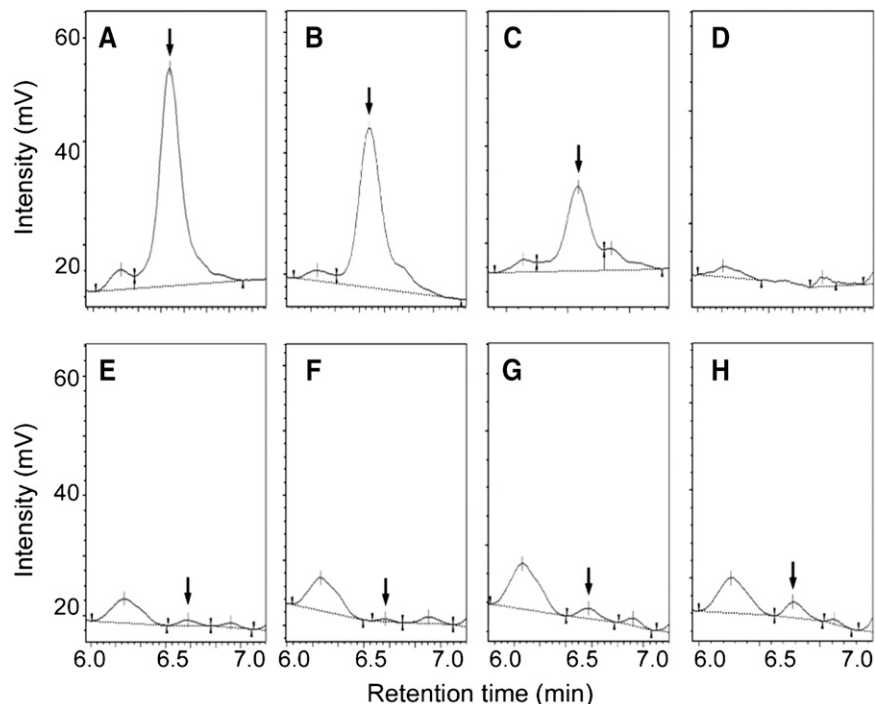 A B C D
60
40
20
Intensity (mV)
E F G H
60
40
20
Intensity (mV)
6.0 6.5 7.0 6.0 6.5 7.0 6.0 6.5 7.0 6.0 6.5 7.0
Retention time (min)